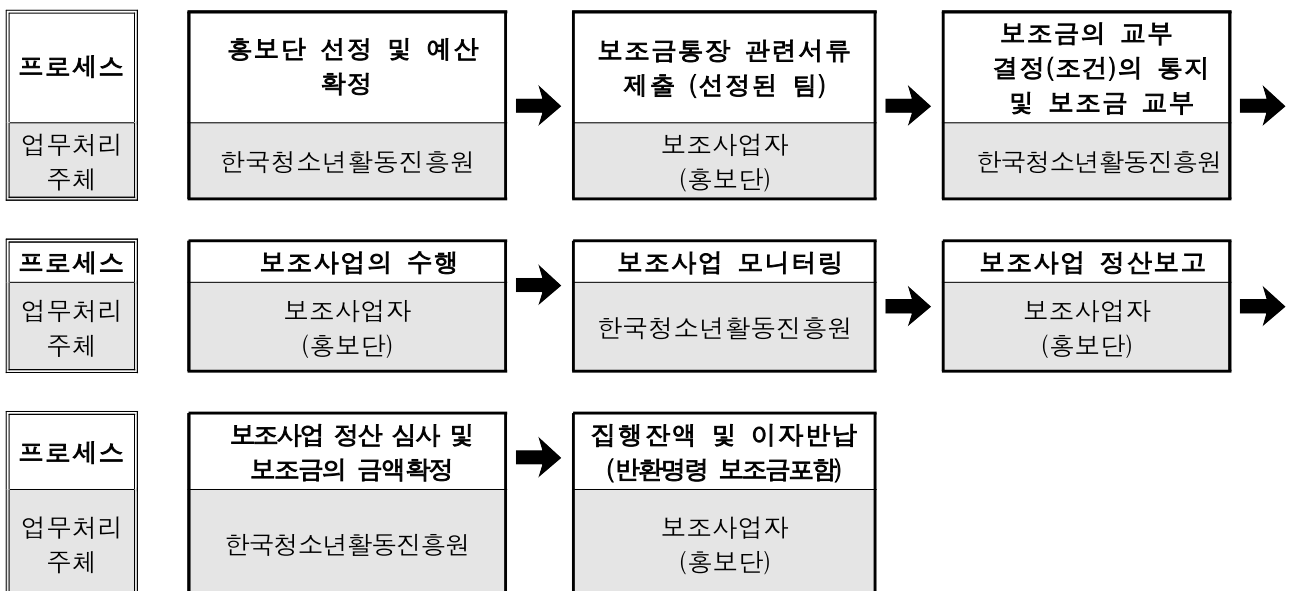 프로세스
홍보단 선정 및 예산
확정
보조금통장 관련서류
제출 (선정된 팀)
보조금의 교부
결정(조건)의 통지
및 보조금 교부
업무처리
주체
한국청소년활동진흥원
보조사업자
(홍보단)
한국청소년활동진흥원
프로세스
보조사업의 수행
보조사업 모니터링
보조사업 정산보고
업무처리
주체
보조사업자
(홍보단)
한국청소년활동진흥원
보조사업자
(홍보단)
프로세스
보조사업 정산 심사 및
보조금의 금액확정
집행잔액 및 이자반납
(반환명령 보조금포함)
업무처리
주체
한국청소년활동진흥원
보조사업자
(홍보단)